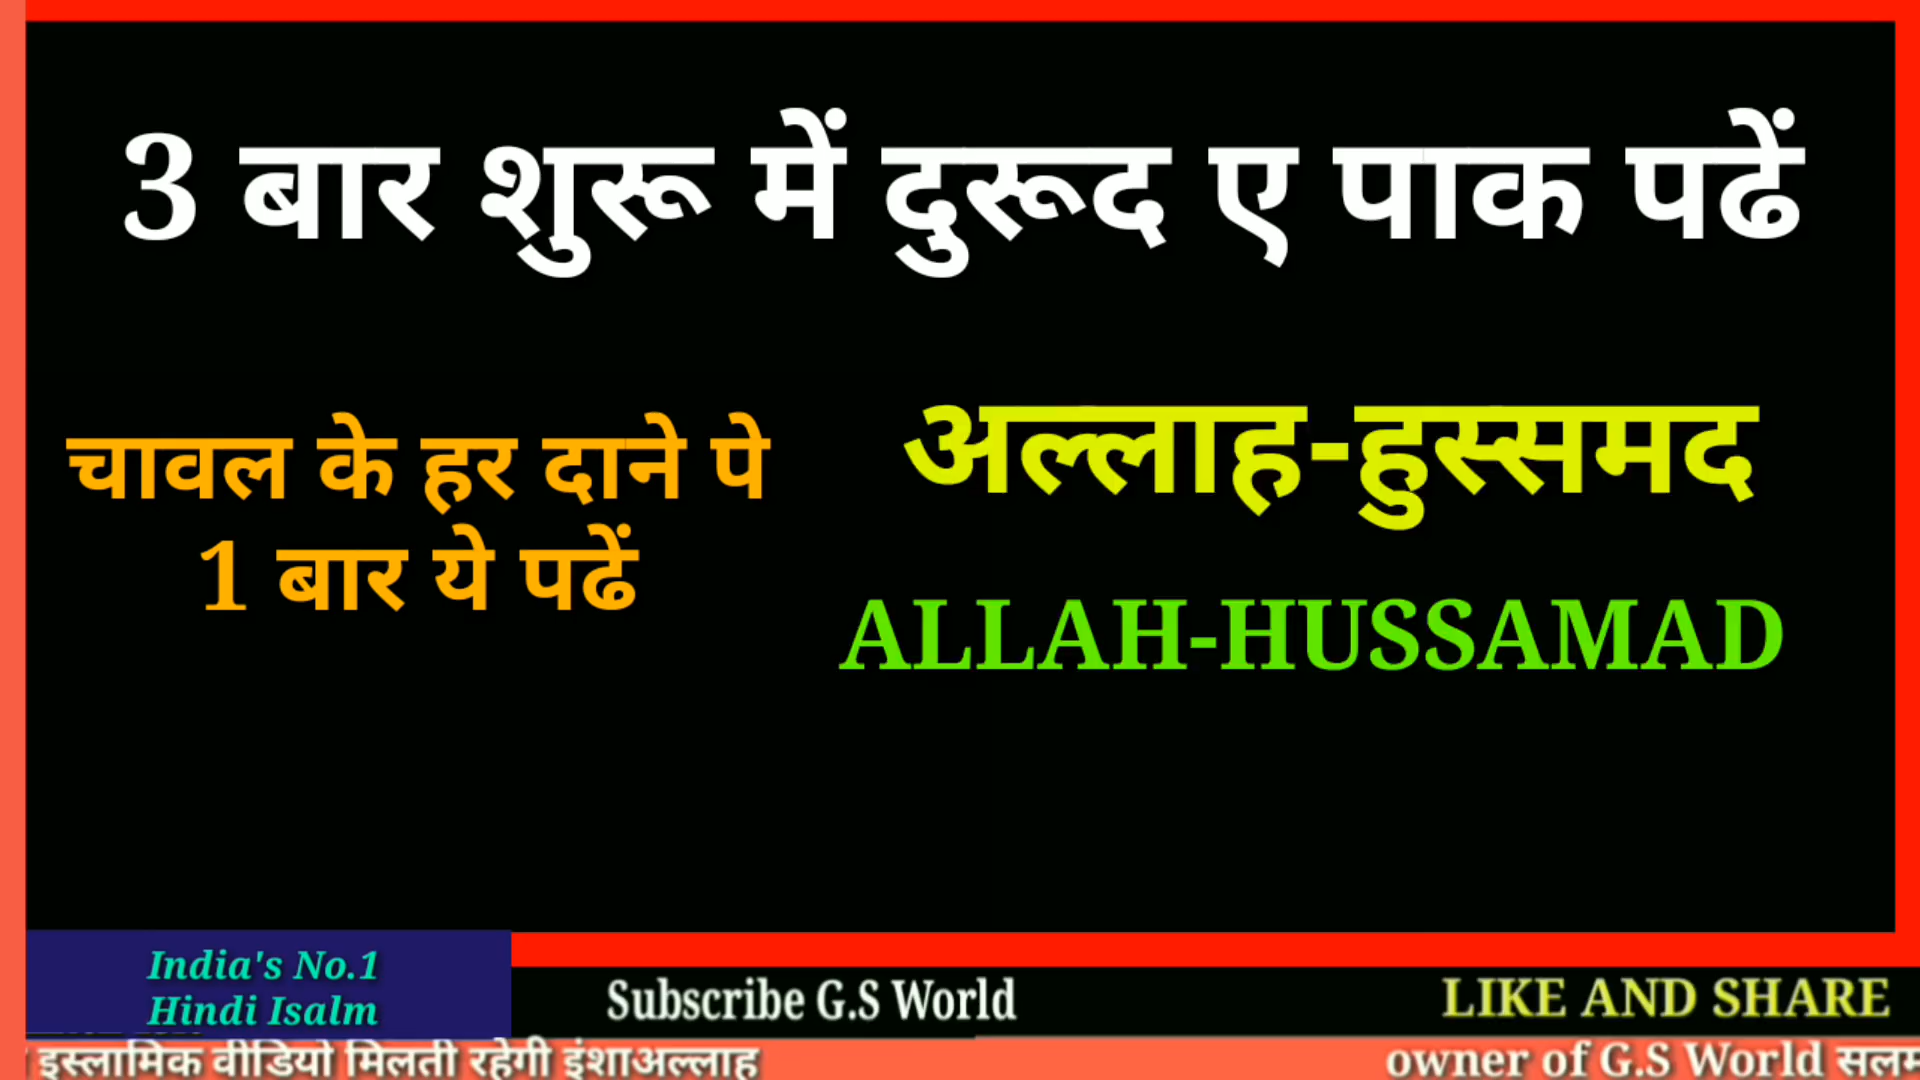 3 बार शुरू में दुरूद ए पाक पढें
चावल के हर दाने पे
1 बार ये पढें
अल्लाह-हुस्समद
ALLAH-HUSSAMAD
India's No.1
Hindi Isalm
Subscribe G.S World
LIKE AND SHARE
इस्लामिक वीडियो मिलती रहेगी इंशाअल्लाह
owner of G.S World